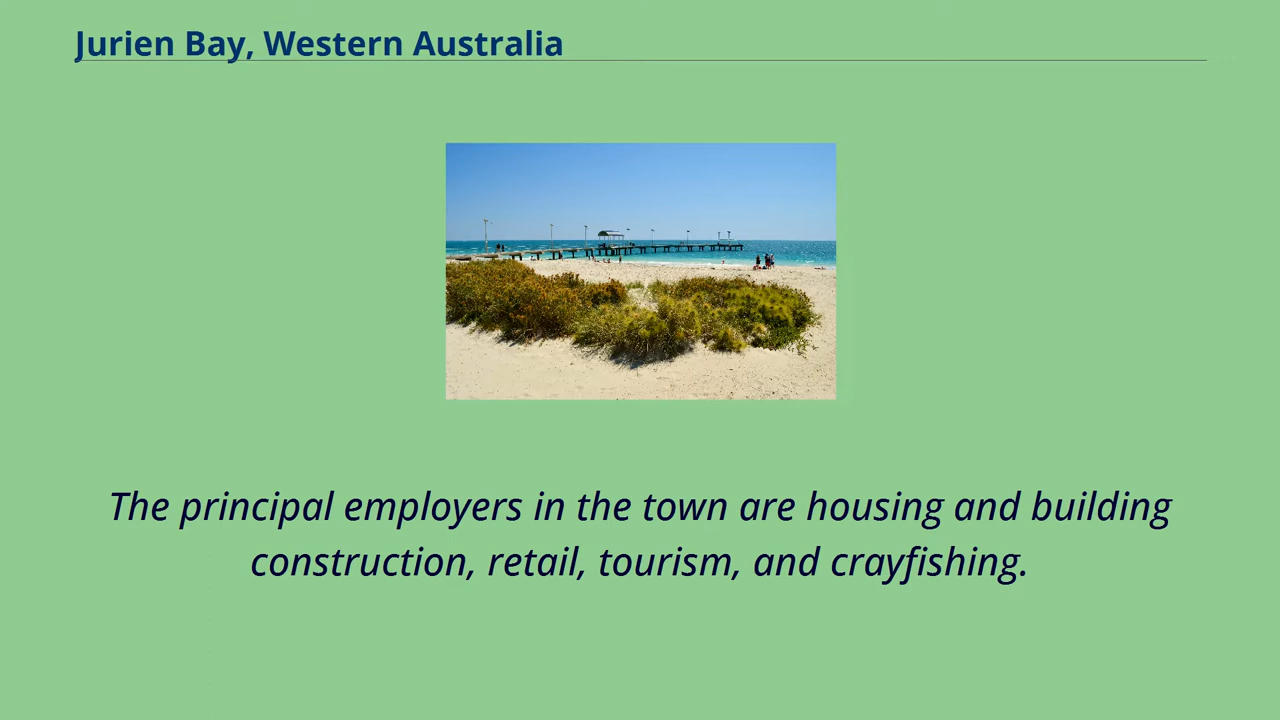 Jurien Bay, Western Australia
The principal employers in the town are housing and building
construction, retail, tourism, and crayfishing.